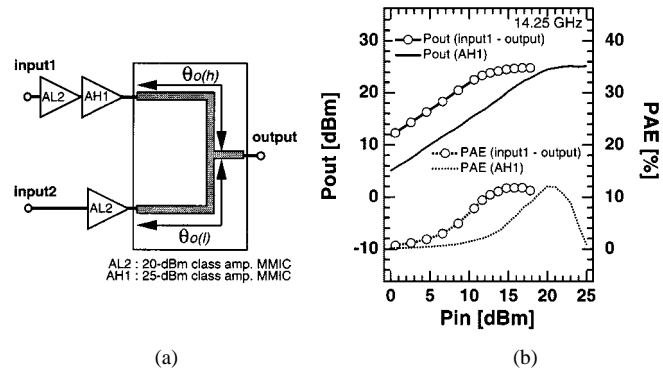 input1
AL2
AH1
θo(h)
output
input2
AL2
θo(l)
AL2 : 20-dBm class amp. MMIC
AH1 : 25-dBm class amp. MMIC
(a)
14.25 GHz
Pout (input1 - output)
Pout (AH1)
PAE (input1 - output)
PAE (AH1)
Pout [dBm]
30
20
10
0
-10
PAE [%]
40
30
20
10
0
0 5 10 15 20 25
Pin [dBm]
(b)